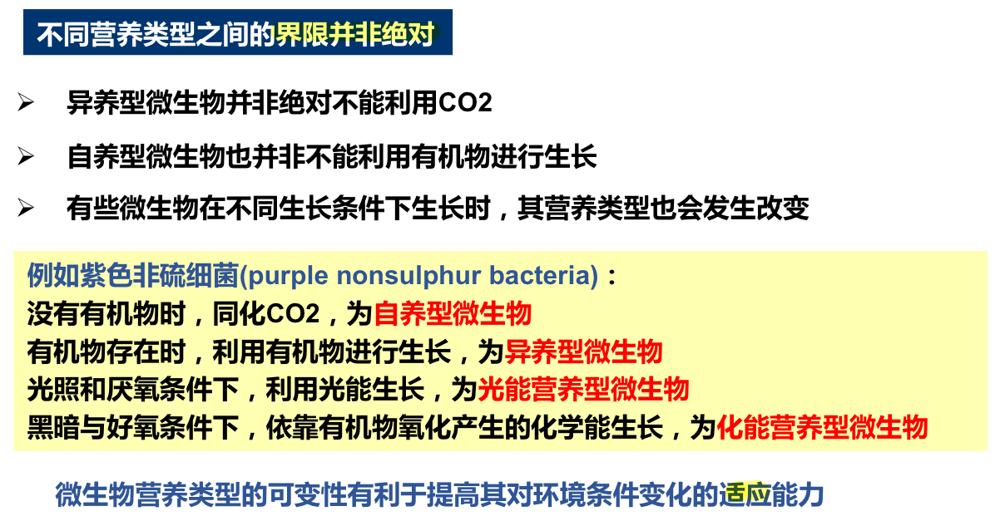 不同营养类型之间的界限并非绝对
➢ 异养型微生物并非绝对不能利用CO2
➢ 自养型微生物也并非不能利用有机物进行生长
➢ 有些微生物在不同生长条件下生长时，其营养类型也会发生改变
例如紫色非硫细菌(purple nonsulphur bacteria)：
没有有机物时，同化CO2，为自养型微生物
有机物存在时，利用有机物进行生长，为异养型微生物
光照和厌氧条件下，利用光能生长，为光能营养型微生物
黑暗与好氧条件下，依靠有机物氧化产生的化学能生长，为化能营养型微生物
微生物营养类型的可变性有利于提高其对环境条件变化的适应能力